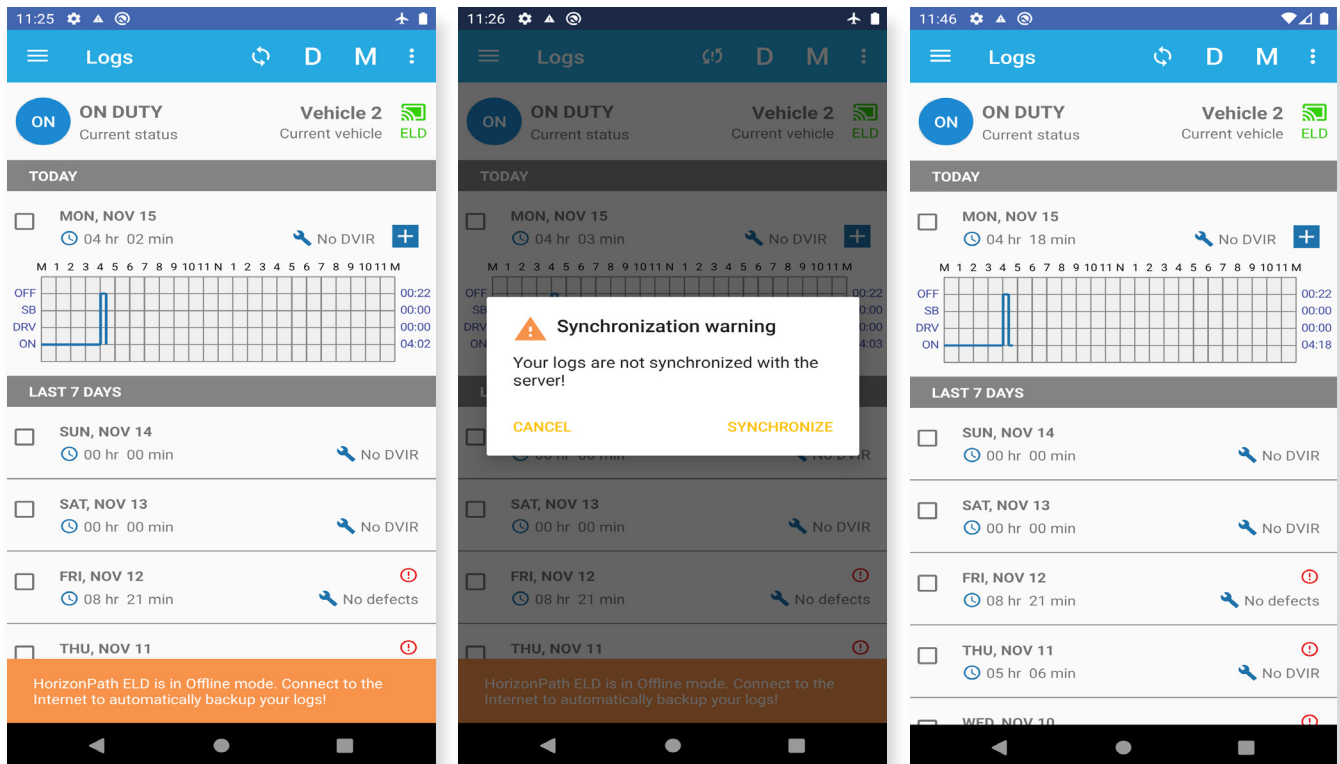 11:25
Logs D M
ON ON DUTY Vehicle 2
Current status Current vehicle ELD
TODAY
MON, NOV 15
04 hr 02 min No DVIR
M 1 2 3 4 5 6 7 8 9 10 11 N 1 2 3 4 5 6 7 8 9 10 11 M
OFF 00:22
SB 00:00
DRV 00:00
ON 04:02
LAST 7 DAYS
SUN, NOV 14
00 hr 00 min No DVIR
SAT, NOV 13
00 hr 00 min No DVIR
FRI, NOV 12
08 hr 21 min No defects
THU, NOV 11
HorizonPath ELD is in Offline mode. Connect to the
Internet to automatically backup your logs!
11:26
Logs D M
ON ON DUTY Vehicle 2
Current status Current vehicle ELD
TODAY
MON, NOV 15
04 hr 03 min No DVIR
M 1 2 3 4 5 6 7 8 9 10 11 N 1 2 3 4 5 6 7 8 9 10 11 M
OFF 00:22
Synchronization warning
Your logs are not synchronized with the
server!
CANCEL SYNCHRONIZE
SAT, NOV 13
00 hr 00 min No DVIR
FRI, NOV 12
08 hr 21 min No defects
THU, NOV 11
HorizonPath ELD is in Offline mode. Connect to the
Internet to automatically backup your logs!
11:46
Logs D M
ON ON DUTY Vehicle 2
Current status Current vehicle ELD
TODAY
MON, NOV 15
04 hr 18 min No DVIR
M 1 2 3 4 5 6 7 8 9 10 11 N 1 2 3 4 5 6 7 8 9 10 11 M
OFF 00:22
SB 00:00
DRV 00:00
ON 04:18
LAST 7 DAYS
SUN, NOV 14
00 hr 00 min No DVIR
SAT, NOV 13
00 hr 00 min No DVIR
FRI, NOV 12
08 hr 21 min No defects
THU, NOV 11
05 hr 06 min No DVIR
WED, NOV 10